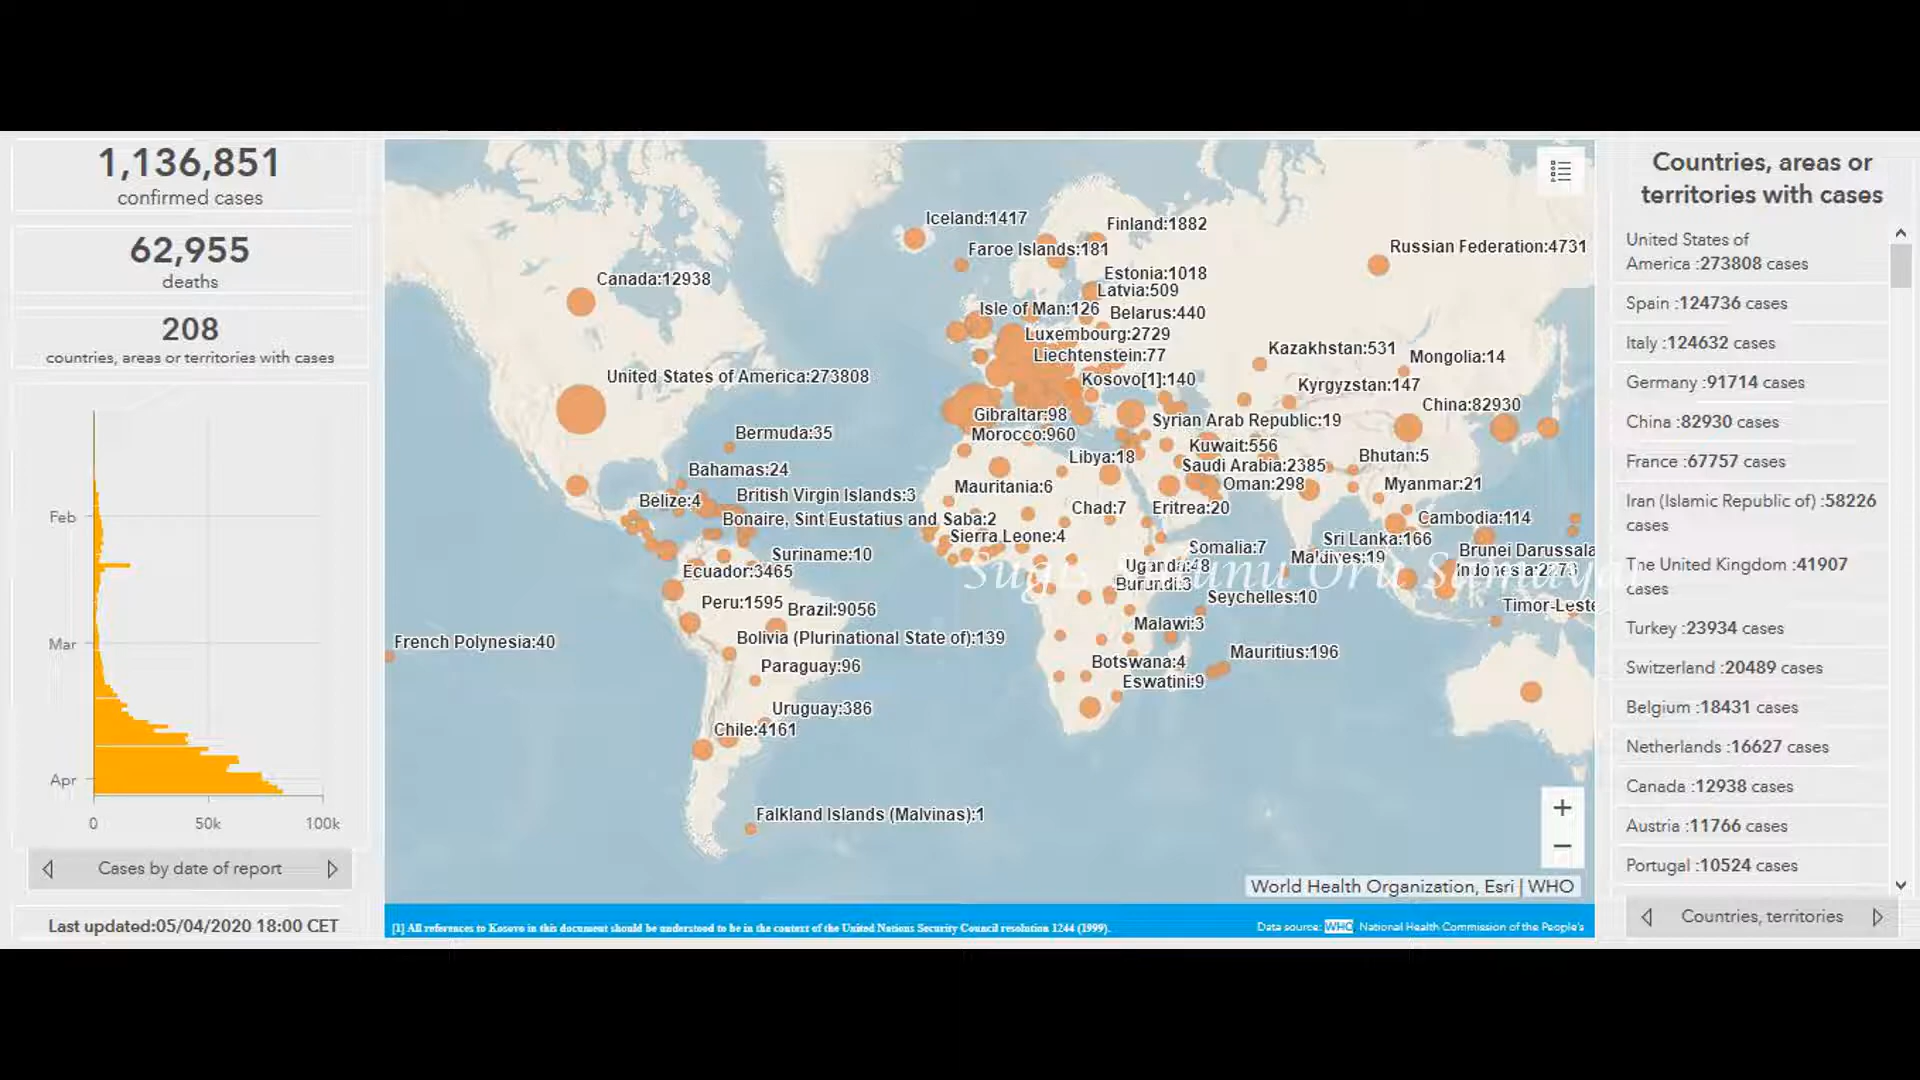 1,136,851
confirmed cases
62,955
deaths
208
countries, areas or territories with cases
Feb
Mar
Apr
0
50k
100k
Cases by date of report
Last updated:05/04/2020 18:00 CET
Iceland:1417
Finland:1882
Faroe Islands:181
Russian Federation:4731
Canada:12938
Estonia:1018
Latvia:509
Isle of Man:126
Belarus:440
Luxembourg:2729
Liechtenstein:77
Kazakhstan:531
Mongolia:14
United States of America:273808
Kosovo[1]:140
Kyrgyzstan:147
China:82930
Gibraltar:98
Syrian Arab Republic:19
Bermuda:35
Morocco:960
Kuwait:556
Libya:18
Bhutan:5
Bahamas:24
Saudi Arabia:2385
Mauritania:6
Oman:298
Myanmar:21
Belize:4
British Virgin Islands:3
Chad:7
Eritrea:20
Bonaire, Sint Eustatius and Saba:2
Cambodia:114
Sierra Leone:4
Sri Lanka:166
Somalia:7
Brunei Darussala
Suriname:10
Maldives:19
Uganda:48
Ecuador:3465
Indonesia:2273
Burundi:3
Oru
Seychelles:10
Peru:1595
Brazil:9056
Timor-Leste
Malawi:3
French Polynesia:40
Bolivia (Plurinational State of):139
Mauritius:196
Paraguay:96
Botswana:4
Eswatini:9
Uruguay:386
Chile:4161
Falkland Islands (Malvinas):1
World Health Organization, Esri | WHO
[1] All references to Kosovo in this document should be understood to be in the context of the United Nations Security Council resolution 1244 (1999).
Data source: WHO, National Health Commission of the People's
Countries, areas or
territories with cases
United States of
America :273808 cases
Spain :124736 cases
Italy :124632 cases
Germany :91714 cases
China :82930 cases
France :67757 cases
Iran (Islamic Republic of) :58226
cases
The United Kingdom :41907
cases
Turkey :23934 cases
Switzerland :20489 cases
Belgium :18431 cases
Netherlands :16627 cases
Canada :12938 cases
Austria :11766 cases
Portugal :10524 cases
Countries, territories